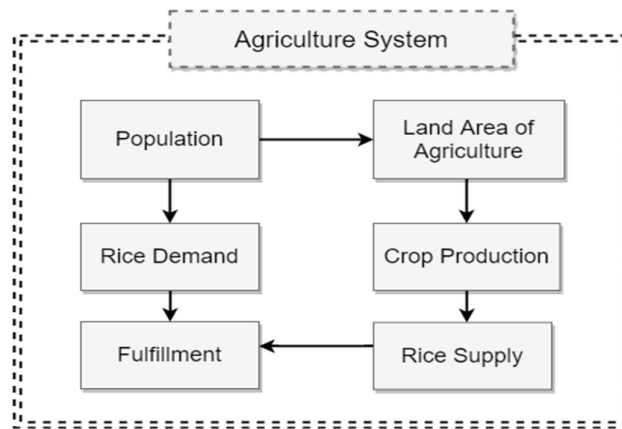 Agriculture System
Population
Land Area of
Agriculture
Rice Demand
Crop Production
Fulfillment
Rice Supply